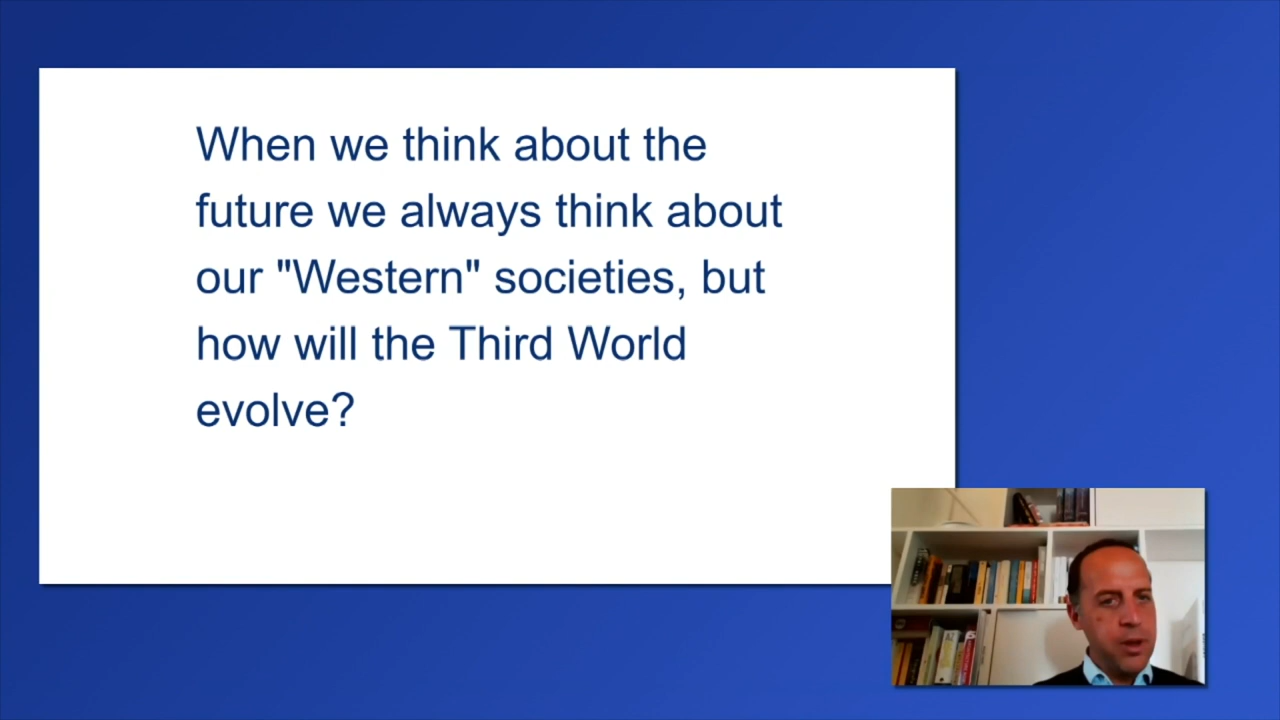 When we think about the
future we always think about
our "Western" societies, but
how will the Third World
evolve?